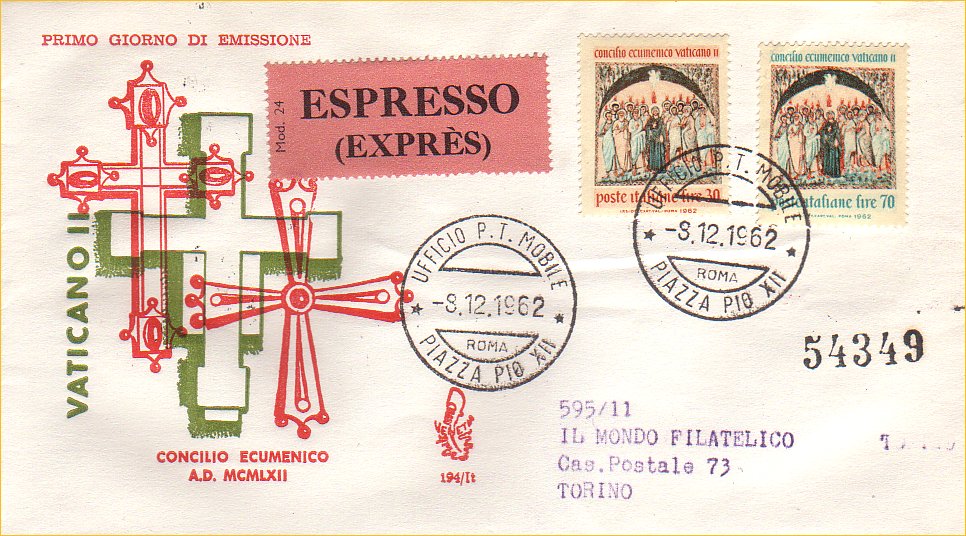 PRIMO GIORNO DI EMISSIONE
Mod. 24
ESPRESSO
(EXPRÈS)
concilio ecumenico vaticano II
poste italiane lire 30
1962
concilio ecumenico vaticano II
poste italiane lire 70
1962
UFFICIO P.T. MOBILE
-8.12.1962
ROMA
PIAZZA PIO XII
UFFICIO P.T. MOBILE
-8.12.1962
ROMA
PIAZZA PIO XII
VATICANO II
CONCILIO ECUMENICO
A.D. MCMLXII
194/It
54349
595/11
IL MONDO FILATELICO
Cas.Postale 73
TORINO